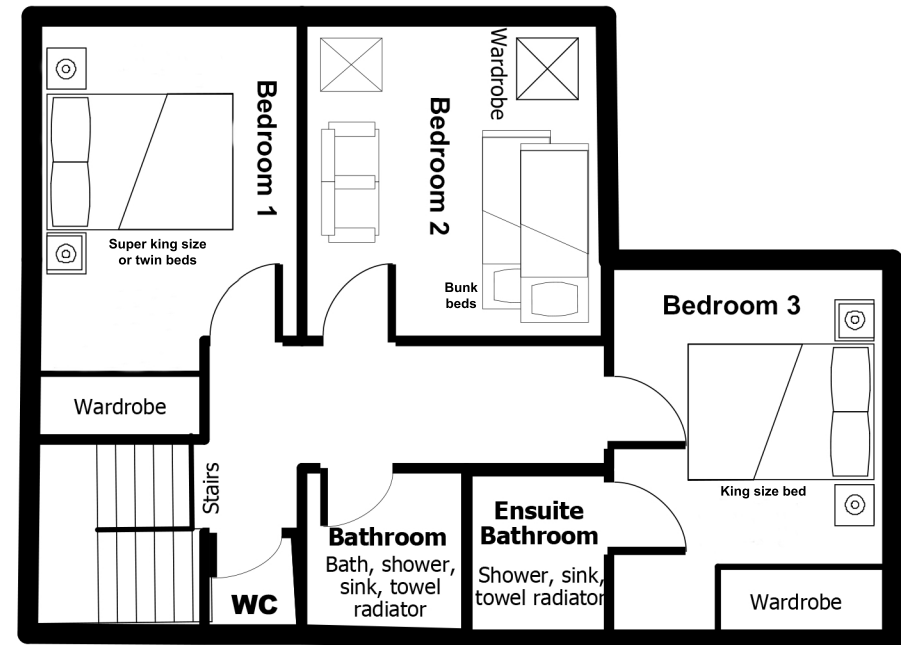 Bedroom 1
Super king size
or twin beds
Wardrobe
Bedroom 2
Wardrobe
Bunk
beds
Bedroom 3
King size bed
Wardrobe
Stairs
WC
Bathroom
Bath, shower,
sink, towel
radiator
Ensuite
Bathroom
Shower, sink,
towel radiator